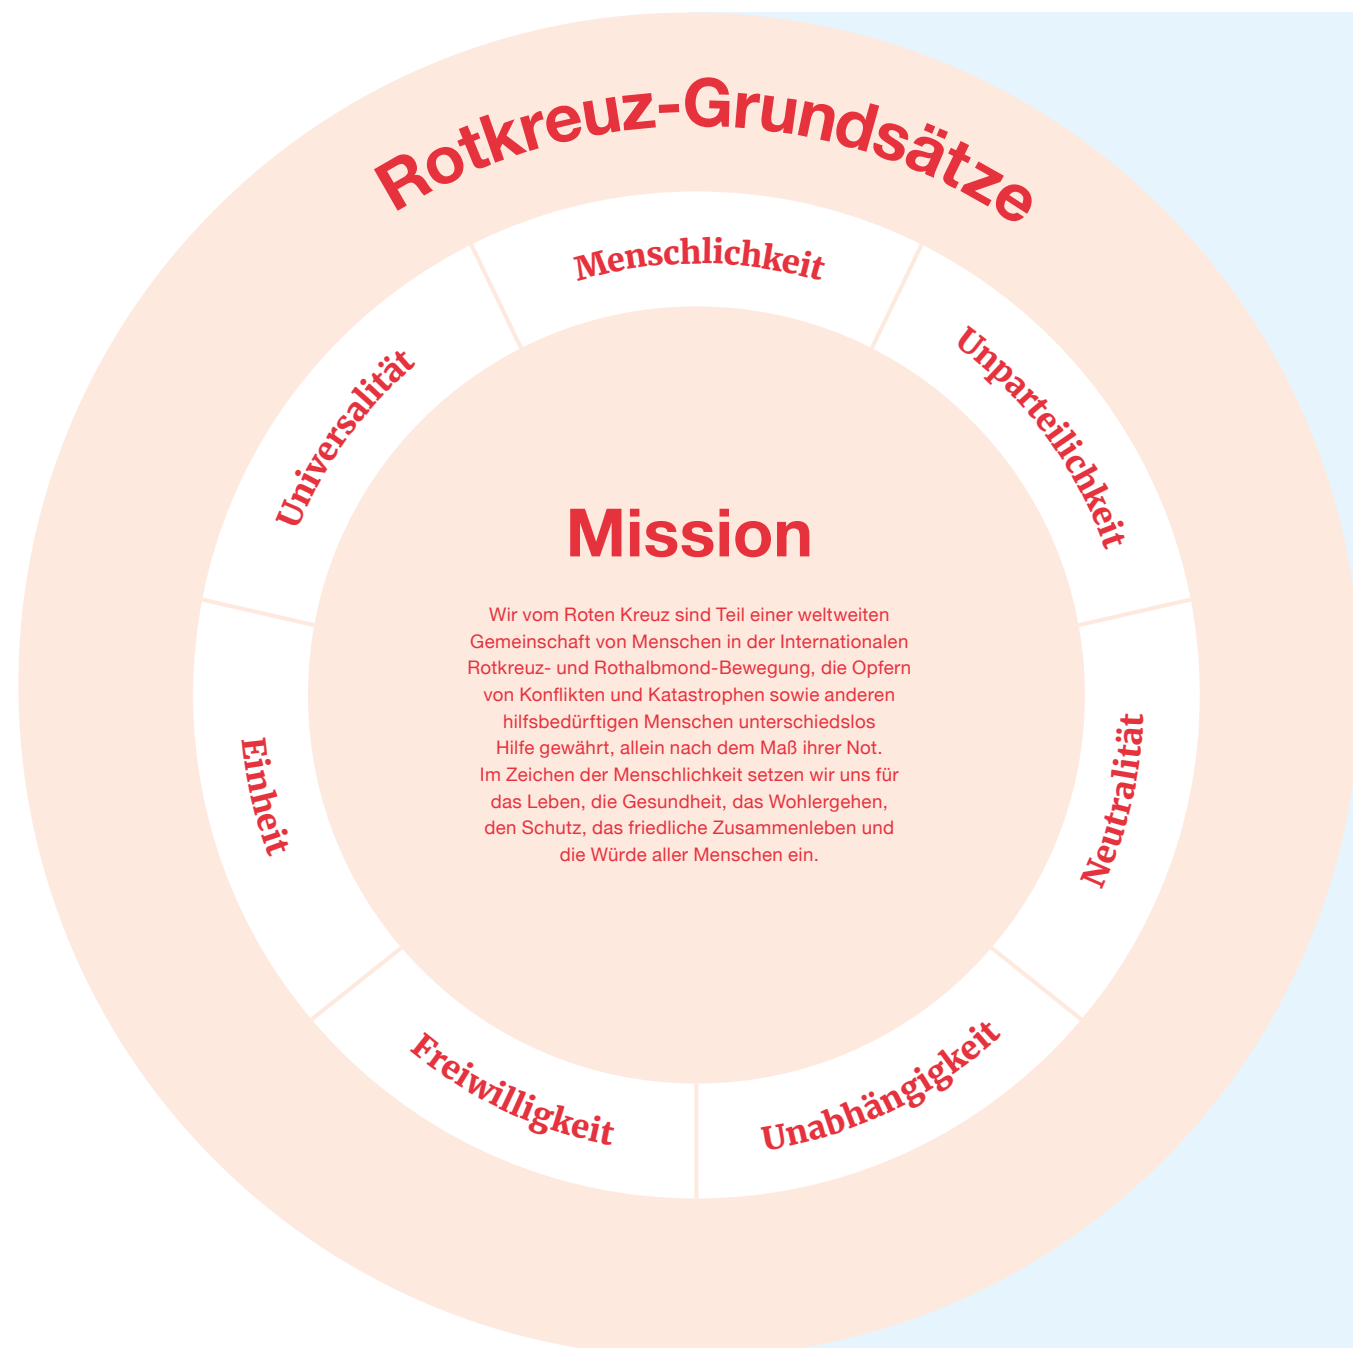 Rotkreuz-Grundsätze
Menschlichkeit
Unparteilichkeit
Neutralität
Unabhängigkeit
Freiwilligkeit
Einheit
Universalität
Mission
Wir vom Roten Kreuz sind Teil einer weltweiten
Gemeinschaft von Menschen in der Internationalen
Rotkreuz- und Rothalbmond-Bewegung, die Opfern
von Konflikten und Katastrophen sowie anderen
hilfsbedürftigen Menschen unterschiedslos
Hilfe gewährt, allein nach dem Maß ihrer Not.
Im Zeichen der Menschlichkeit setzen wir uns für
das Leben, die Gesundheit, das Wohlergehen,
den Schutz, das friedliche Zusammenleben und
die Würde aller Menschen ein.